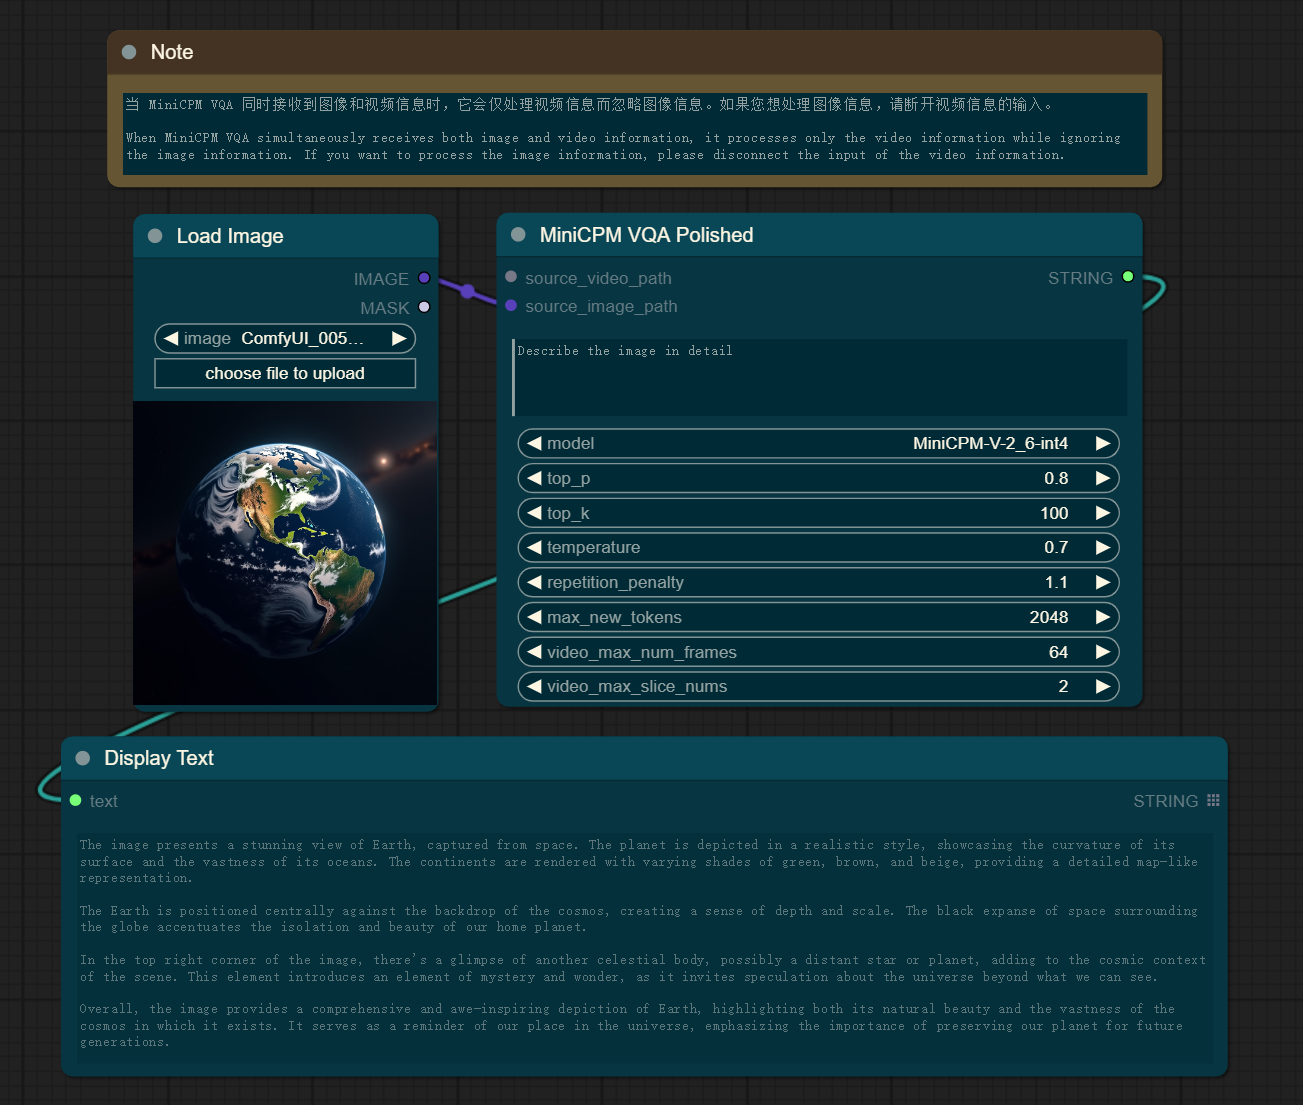 Note
当 MiniCPM VQA 同时接收到图像和视频信息时，它会仅处理视频信息而忽略图像信息。如果您想处理图像信息，请断开视频信息的输入。
When MiniCPM VQA simultaneously receives both image and video information, it processes only the video information while ignoring
the image information. If you want to process the image information, please disconnect the input of the video information.
Load Image
IMAGE
MASK
image ComfyUI_005...
choose file to upload
MiniCPM VQA Polished
source_video_path STRING
source_image_path
Describe the image in detail
model MiniCPM-V-2_6-int4
top_p 0.8
top_k 100
temperature 0.7
repetition_penalty 1.1
max_new_tokens 2048
video_max_num_frames 64
video_max_slice_nums 2
Display Text
text STRING
The image presents a stunning view of Earth, captured from space. The planet is depicted in a realistic style, showcasing the curvature of its
surface and the vastness of its oceans. The continents are rendered with varying shades of green, brown, and beige, providing a detailed map-like
representation.
The Earth is positioned centrally against the backdrop of the cosmos, creating a sense of depth and scale. The black expanse of space surrounding
the globe accentuates the isolation and beauty of our home planet.
In the top right corner of the image, there's a glimpse of another celestial body, possibly a distant star or planet, adding to the cosmic context
of the scene. This element introduces an element of mystery and wonder, as it invites speculation about the universe beyond what we can see.
Overall, the image provides a comprehensive and awe-inspiring depiction of Earth, highlighting both its natural beauty and the vastness of the
cosmos in which it exists. It serves as a reminder of our place in the universe, emphasizing the importance of preserving our planet for future
generations.